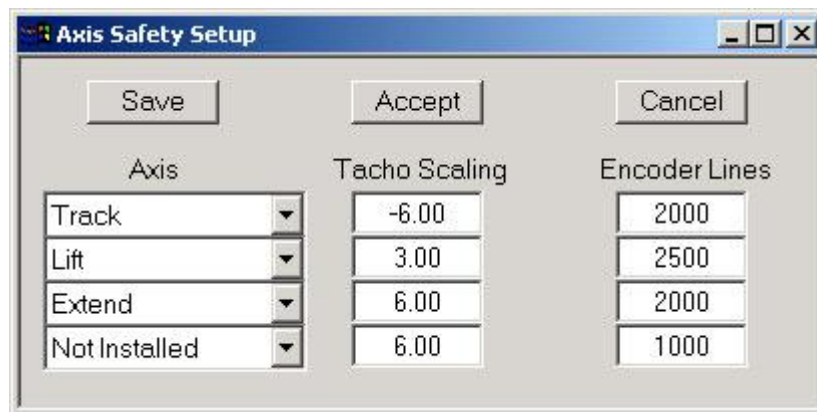 Axis Safety Setup
Save Accept Cancel
Axis Tacho Scaling Encoder Lines
Track -6.00 2000
Lift 3.00 2500
Extend 6.00 2000
Not Installed 6.00 1000